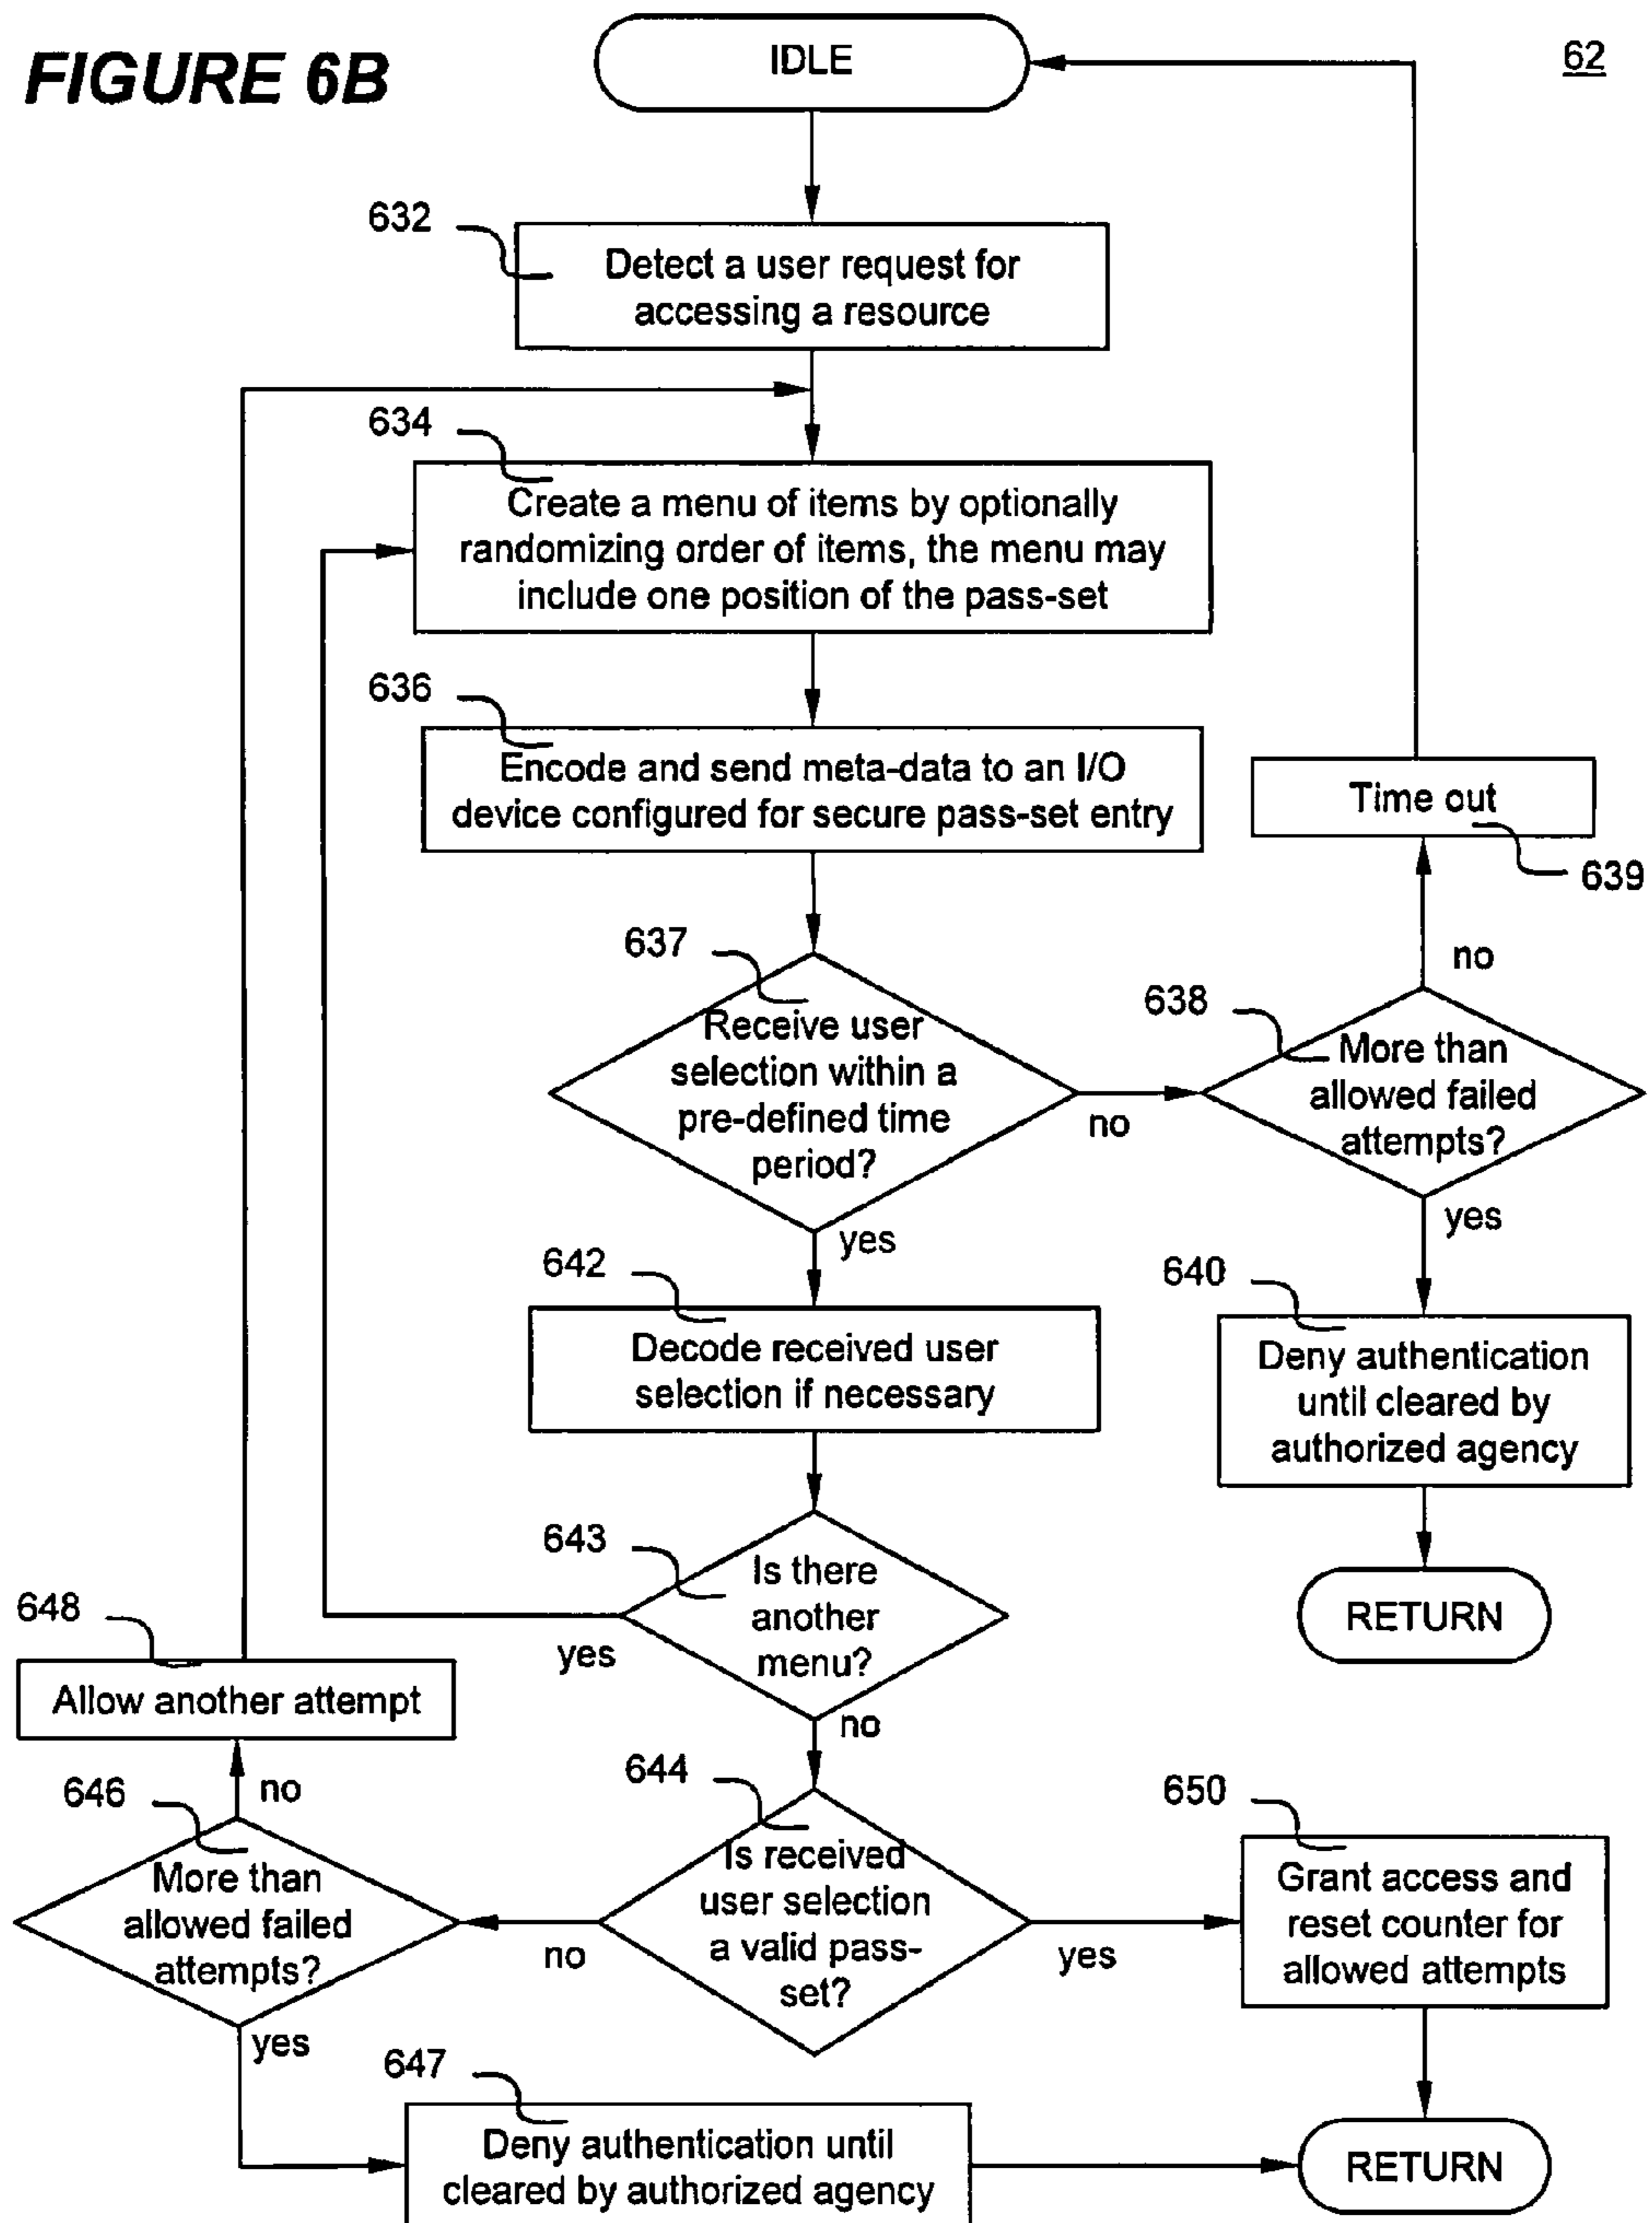 FIGURE 6B
62
IDLE
632
Detect a user request for
accessing a resource
634
Create a menu of items by optionally
randomizing order of items, the menu may
include one position of the pass-set
636
Encode and send meta-data to an I/O
device configured for secure pass-set entry
Time out
639
637
Receive user
selection within a
pre-defined time
period?
no
yes
638
More than
allowed failed
attempts?
no
yes
640
Deny authentication
until cleared by
authorized agency
RETURN
642
Decode received user
selection if necessary
643
Is there
another
menu?
yes
no
648
Allow another attempt
646
no
More than
allowed failed
attempts?
yes
644
Is received
user selection
a valid pass-
set?
no
yes
650
Grant access and
reset counter for
allowed attempts
647
Deny authentication until
cleared by authorized agency
RETURN